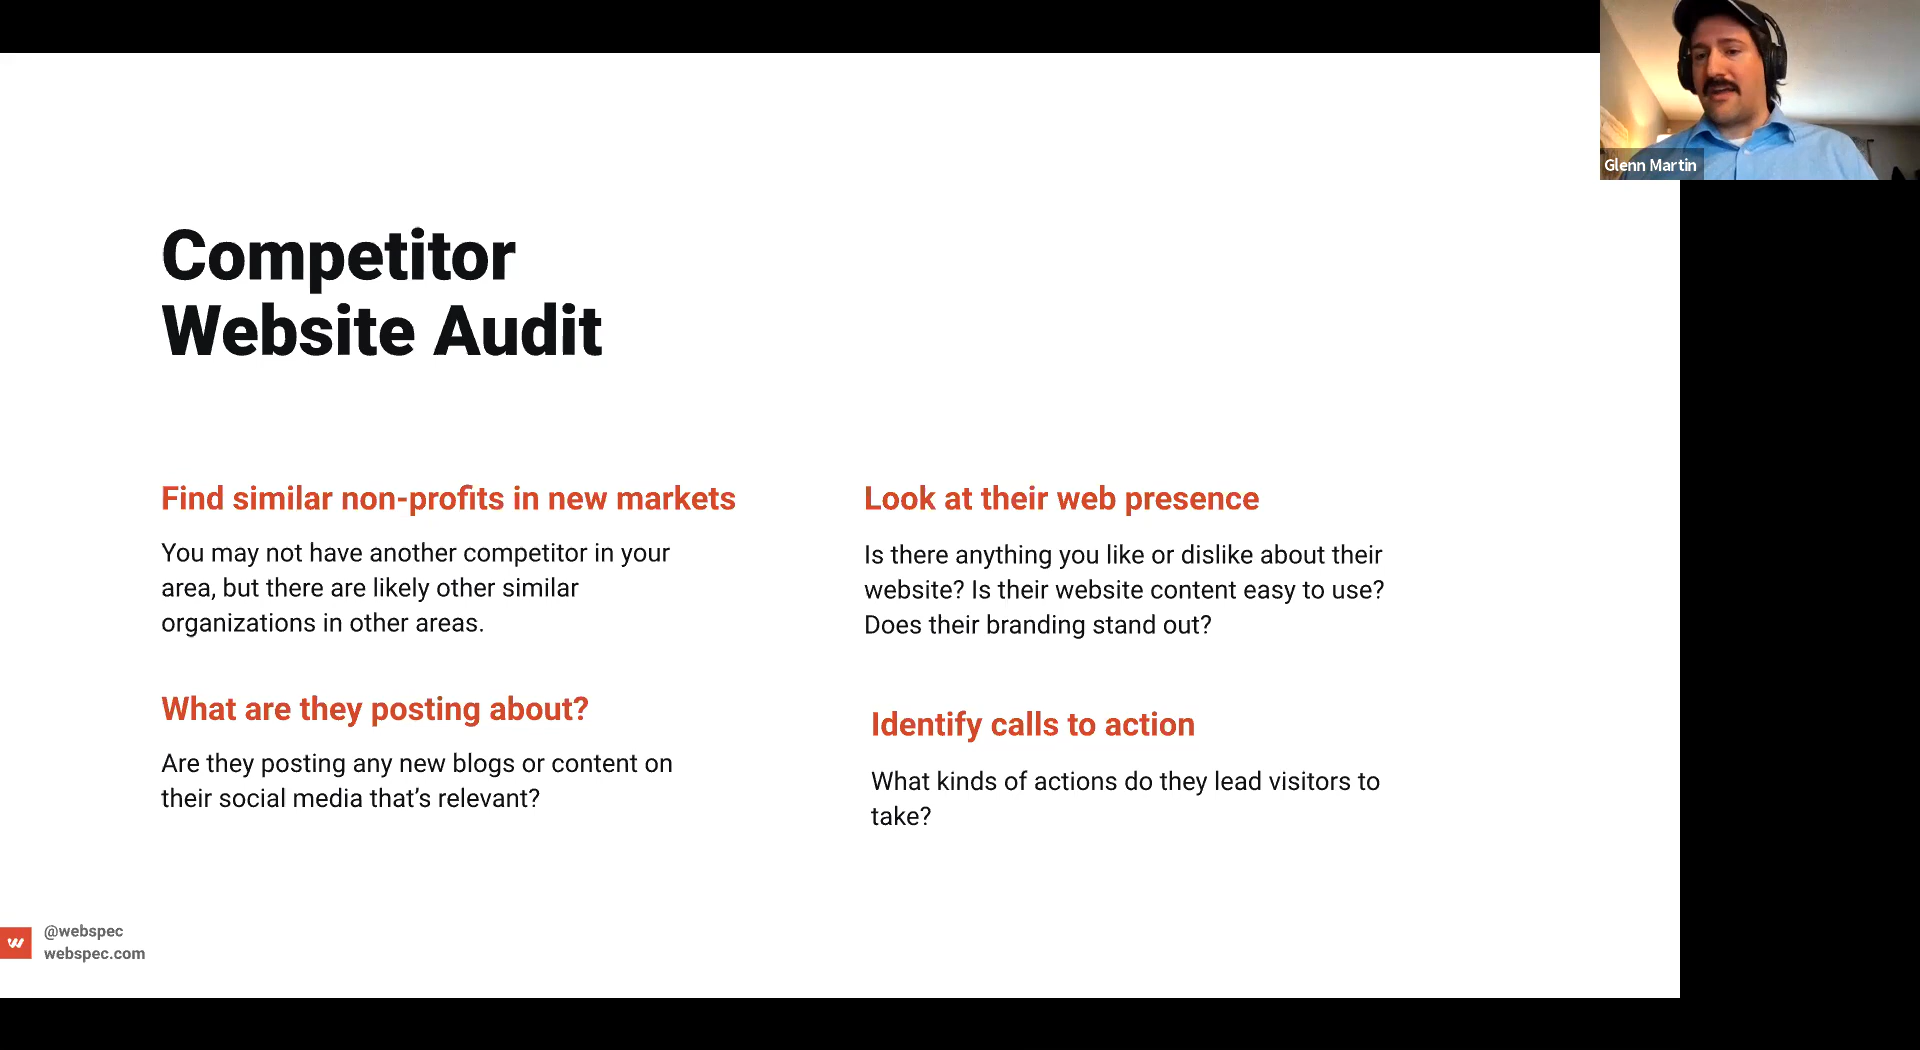 Glenn Martin
Competitor
Website Audit
Find similar non-profits in new markets
You may not have another competitor in your
area, but there are likely other similar
organizations in other areas.
Look at their web presence
Is there anything you like or dislike about their
website? Is their website content easy to use?
Does their branding stand out?
What are they posting about?
Are they posting any new blogs or content on
their social media that’s relevant?
Identify calls to action
What kinds of actions do they lead visitors to
take?
@webspec
webspec.com